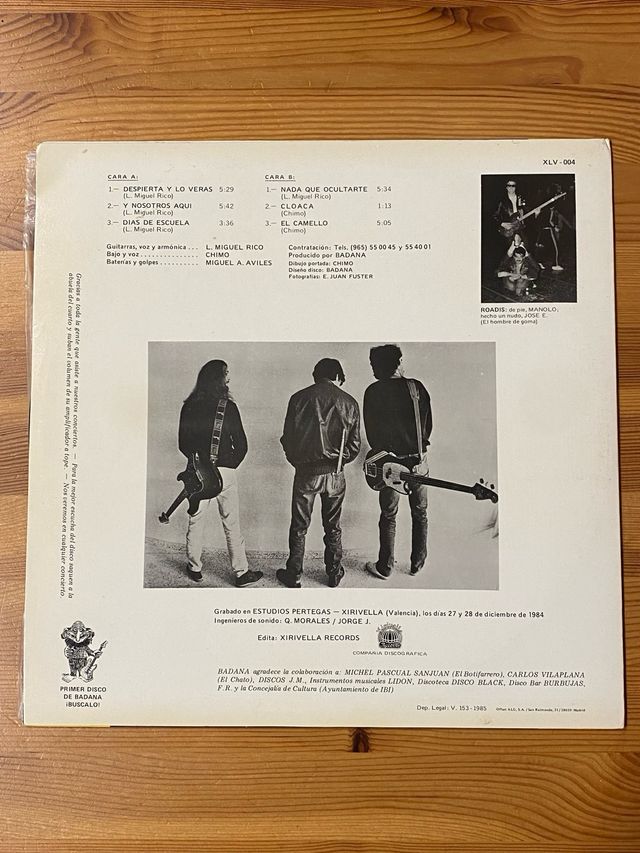 XLV - 004
CARA A:
1.— DESPIERTA Y LO VERAS 5:29
(L. Miguel Rico)
2.— Y NOSOTROS AQUI 5:42
(L. Miguel Rico)
3.— DIAS DE ESCUELA 3:36
(L. Miguel Rico)
CARA B:
1.— NADA QUE OCULTARTE 5:34
(L. Miguel Rico)
2.— CLOACA 1:13
(Chimo)
3.— EL CAMELLO 5:05
(Chimo)
Guitarras, voz y armónica . . . L. MIGUEL RICO
Bajo y voz . . . . . . . . . . . . . . CHIMO
Baterías y golpes . . . . . . . . . . MIGUEL A. AVILES
Contratación: Tels. (965) 55 00 45 y 55 40 01
Producido por BADANA
Dibujo portada: CHIMO
Diseño disco: BADANA
Fotografías: E. JUAN FUSTER
ROADIS: de pie, MANOLO;
hecho un nudo, JOSE E.
(El hombre de goma)
Gracias a toda la gente que asiste a nuestros conciertos. — Para la mejor escucha del disco saquen a la
abuela del cuarto y suban el volumen de su amplificador a tope. — Nos veremos en cualquier concierto.
Grabado en ESTUDIOS PERTEGAS — XIRIVELLA (Valencia), los días 27 y 28 de diciembre de 1984
Ingenieros de sonido: Q. MORALES / JORGE J.
Edita: XIRIVELLA RECORDS
COMPAÑIA DISCOGRAFICA
PRIMER DISCO
DE BADANA
¡BUSCALO!
BADANA agradece la colaboración a: MICHEL PASCUAL SANJUAN (El Botifarrero), CARLOS VILAPLANA
(El Chato), DISCOS J.M., Instrumentos musicales LIDON, Discoteca DISCO BLACK, Disco Bar BURBUJAS,
F.R. y la Concejalía de Cultura (Ayuntamiento de IBI)
Dep. Legal: V. 153 - 1985